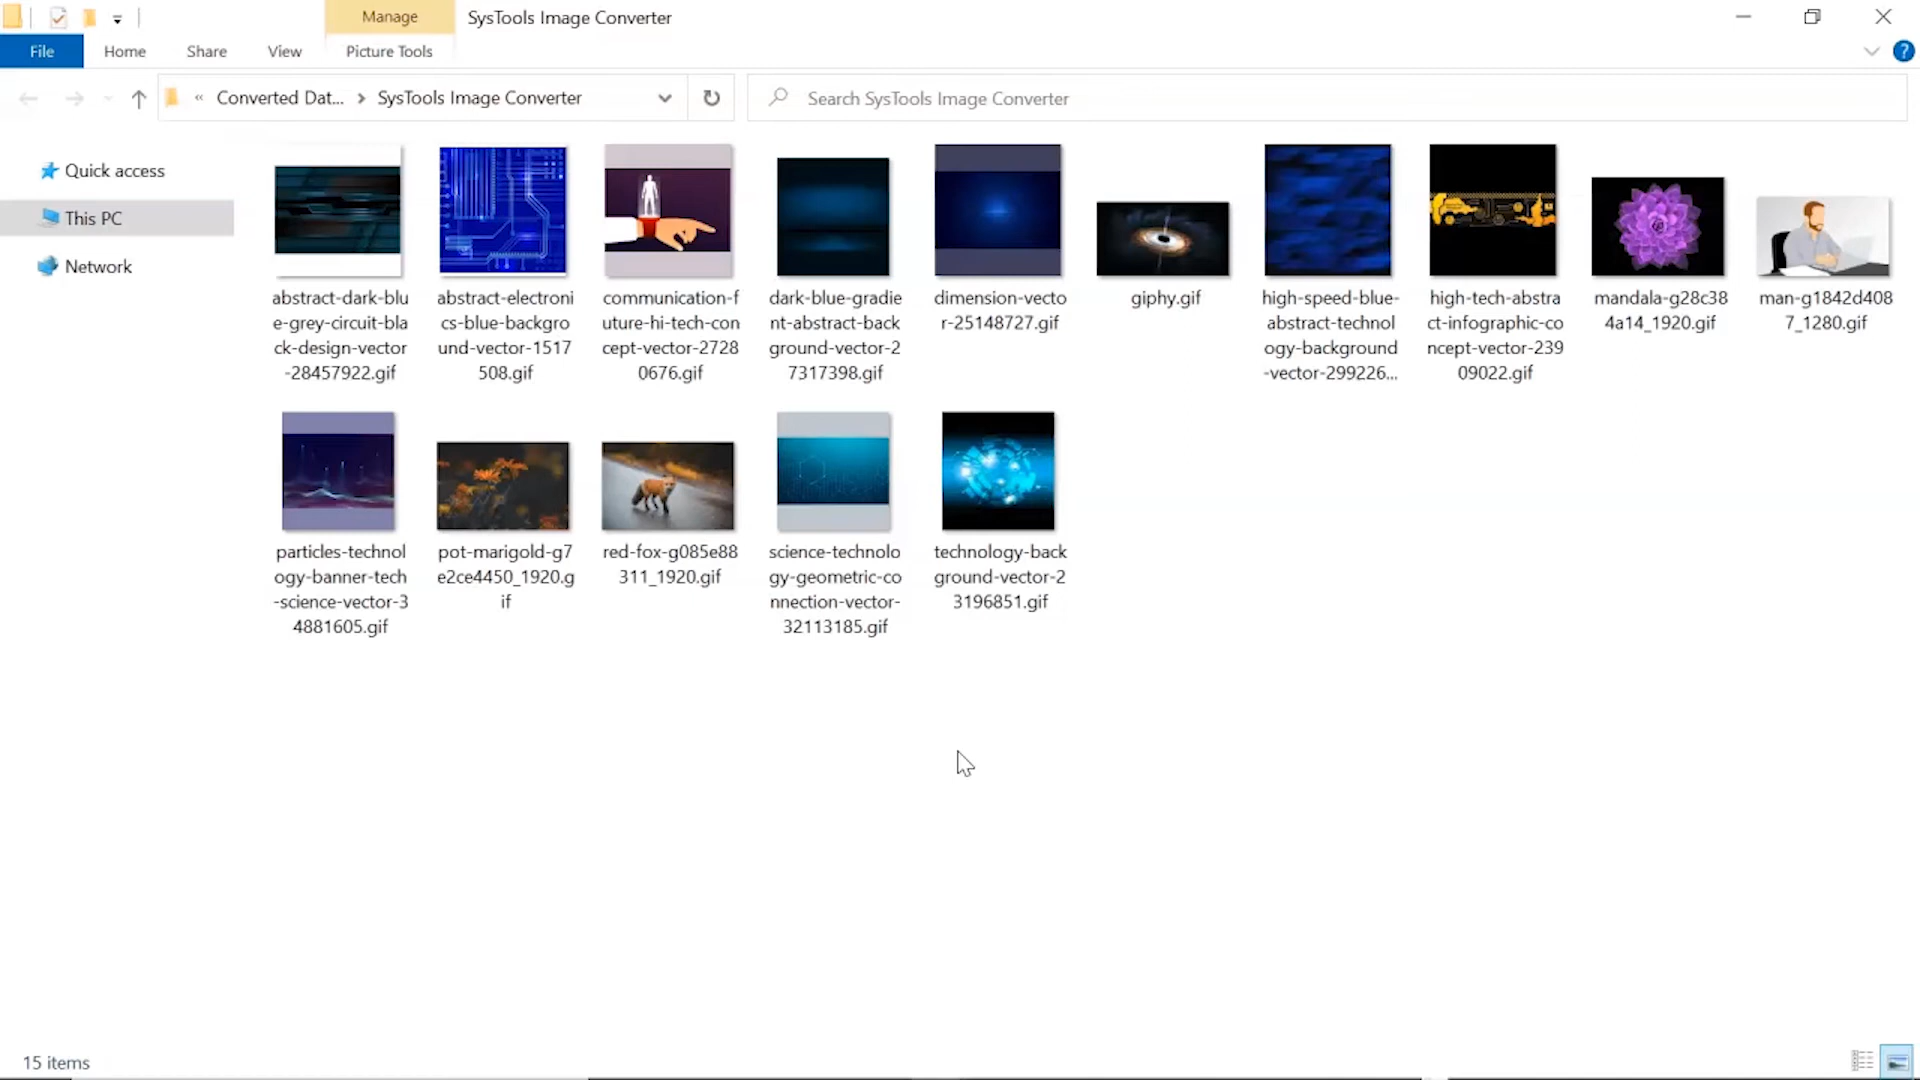 Manage
SysTools Image Converter
File
Home
Share
View
Picture Tools
« Converted Dat... > SysTools Image Converter
Search SysTools Image Converter
Quick access
This PC
Network
abstract-dark-blu
e-grey-circuit-bla
ck-design-vector
-28457922.gif
abstract-electroni
cs-blue-backgro
und-vector-1517
508.gif
communication-f
uture-hi-tech-con
cept-vector-2728
0676.gif
dark-blue-gradie
nt-abstract-back
ground-vector-2
7317398.gif
dimension-vecto
r-25148727.gif
giphy.gif
high-speed-blue-
abstract-technol
ogy-background
-vector-299226...
high-tech-abstra
ct-infographic-co
ncept-vector-239
09022.gif
mandala-g28c38
4a14_1920.gif
man-g1842d408
7_1280.gif
particles-technol
ogy-banner-tech
-science-vector-3
4881605.gif
pot-marigold-g7
e2ce4450_1920.g
if
red-fox-g085e88
311_1920.gif
science-technolo
gy-geometric-co
nnection-vector-
32113185.gif
technology-back
ground-vector-2
3196851.gif
15 items